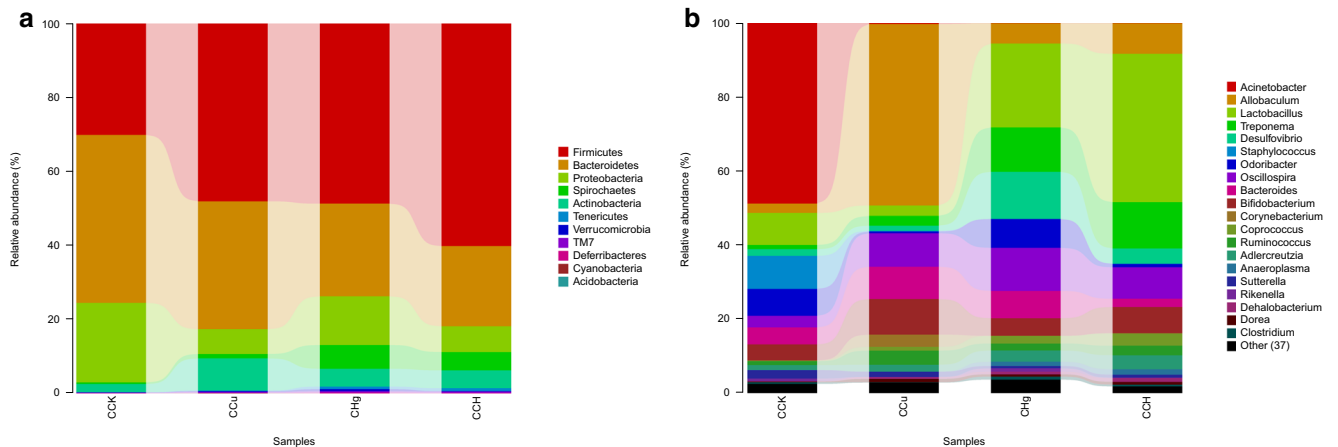 a
Relative abundance (%)
100
80
60
40
20
0
CCK
CCu
CHg
CCH
Samples
Firmicutes
Bacteroidetes
Proteobacteria
Spirochaetes
Actinobacteria
Tenericutes
Verrucomicrobia
TM7
Deferribacteres
Cyanobacteria
Acidobacteria
b
Relative abundance (%)
100
80
60
40
20
0
CCK
CCu
CHg
CCH
Samples
Acinetobacter
Allobaculum
Lactobacillus
Treponema
Desulfovibrio
Staphylococcus
Odoribacter
Oscillospira
Bacteroides
Bifidobacterium
Corynebacterium
Coprococcus
Ruminococcus
Adlercreutzia
Anaeroplasma
Sutterella
Rikenella
Dehalobacterium
Dorea
Clostridium
Other (37)